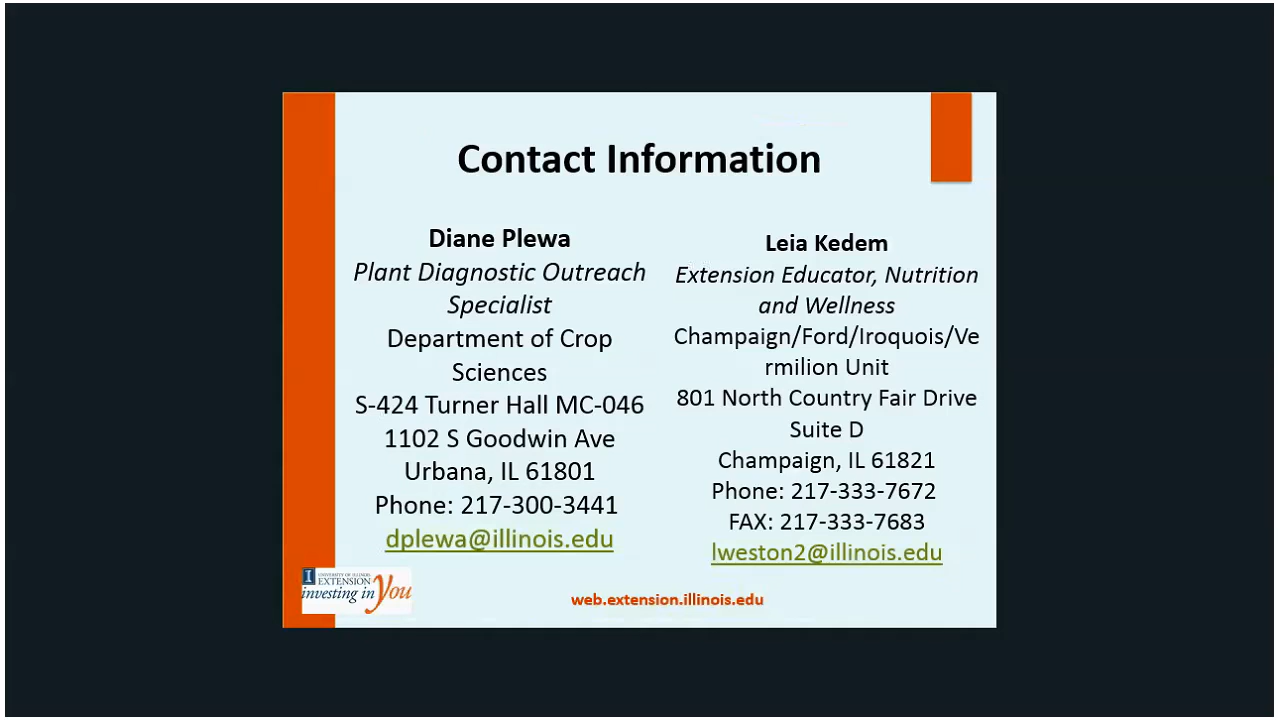 Contact Information
Diane Plewa
Plant Diagnostic Outreach
Specialist
Department of Crop
Sciences
S-424 Turner Hall MC-046
1102 S Goodwin Ave
Urbana, IL 61801
Phone: 217-300-3441
dplewa@illinois.edu
Leia Kedem
Extension Educator, Nutrition
and Wellness
Champaign/Ford/Iroquois/Ve
rmilion Unit
801 North Country Fair Drive
Suite D
Champaign, IL 61821
Phone: 217-333-7672
FAX: 217-333-7683
lweston2@illinois.edu
I UNIVERSITY OF ILLINOIS
EXTENSION
investing in You
web.extension.illinois.edu